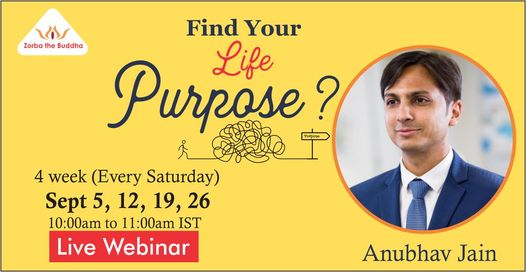 Zorba the Buddha
Find Your
Life
Purpose?
Purpose
4 week (Every Saturday)
Sept 5, 12, 19, 26
10:00am to 11:00am IST
Live Webinar
Anubhav Jain